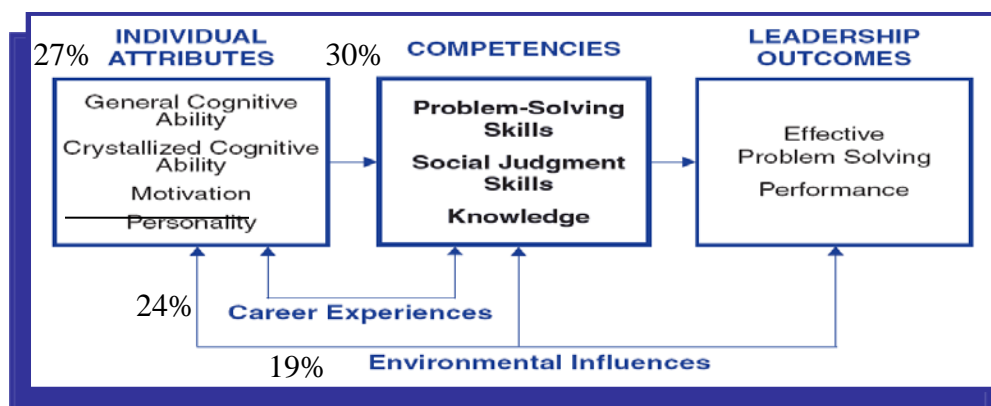 27%
INDIVIDUAL
ATTRIBUTES
30%
COMPETENCIES
LEADERSHIP
OUTCOMES
General Cognitive
Ability
Crystallized Cognitive
Ability
Motivation
Personality
Problem-Solving
Skills
Social Judgment
Skills
Knowledge
Effective
Problem Solving
Performance
24%
Career Experiences
19%
Environmental Influences